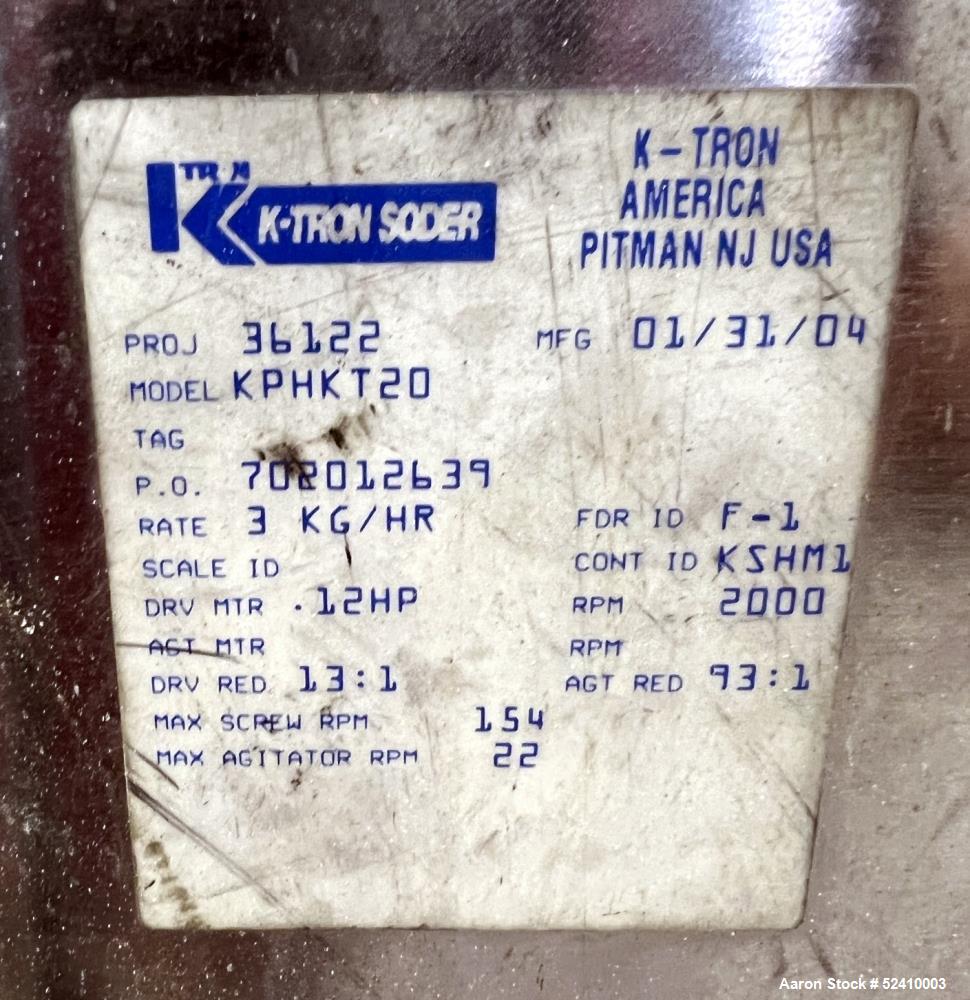 K-TRON
K-TRON SODER
K-TRON
AMERICA
PITMAN NJ USA
PROJ 36122 MFG 01/31/04
MODEL KPHKT20
TAG
P.O. 702012639
RATE 3 KG/HR FDR ID F-1
SCALE ID CONT ID KSHM1
DRV MTR .12HP RPM 2000
AGT MTR RPM
DRV RED 13:1 AGT RED 93:1
MAX SCREW RPM 154
MAX AGITATOR RPM 22
Aaron Stock # 52410003